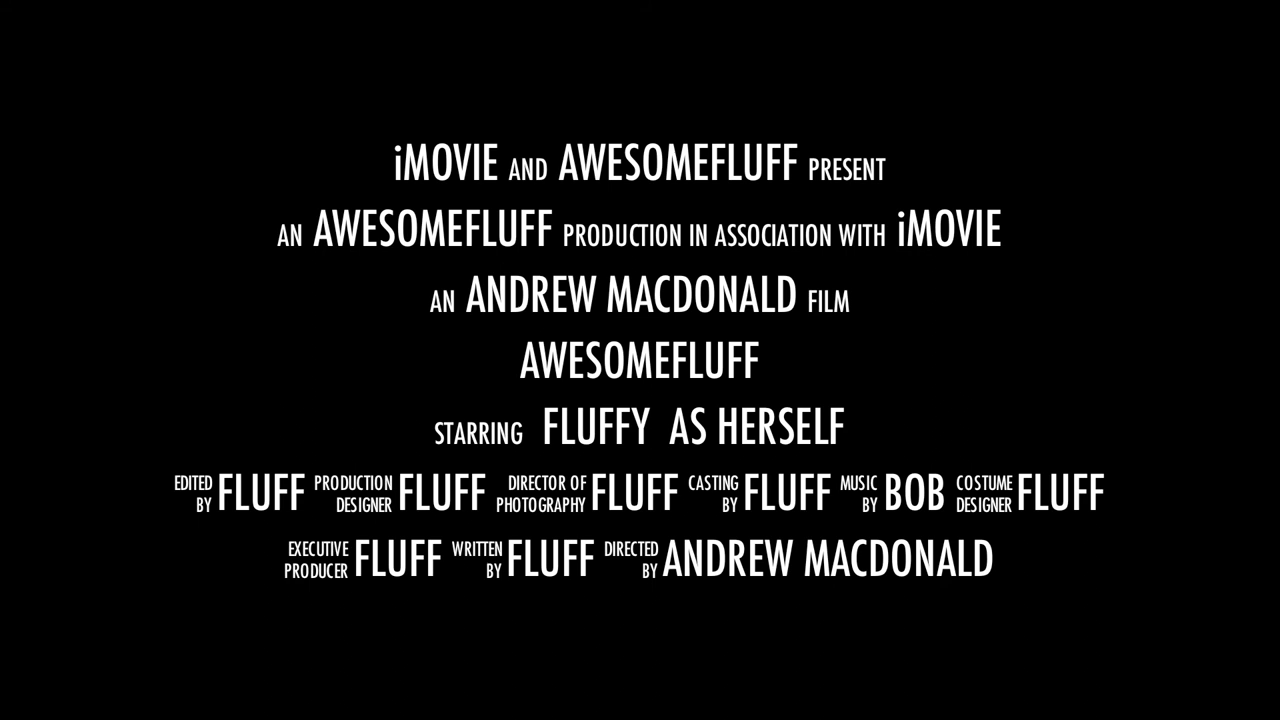 iMOVIE AND AWESOMEFLUFF PRESENT
AN AWESOMEFLUFF PRODUCTION IN ASSOCIATION WITH iMOVIE
AN ANDREW MACDONALD FILM
AWESOMEFLUFF
STARRING FLUFFY AS HERSELF
EDITED BY FLUFF PRODUCTION DESIGNER FLUFF DIRECTOR OF PHOTOGRAPHY FLUFF CASTING BY FLUFF MUSIC BY BOB COSTUME DESIGNER FLUFF
EXECUTIVE PRODUCER FLUFF WRITTEN BY FLUFF DIRECTED BY ANDREW MACDONALD